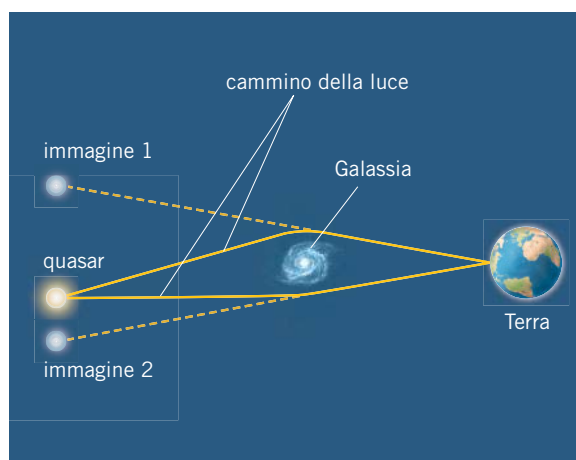 cammino della luce
immagine 1
Galassia
quasar
Terra
immagine 2